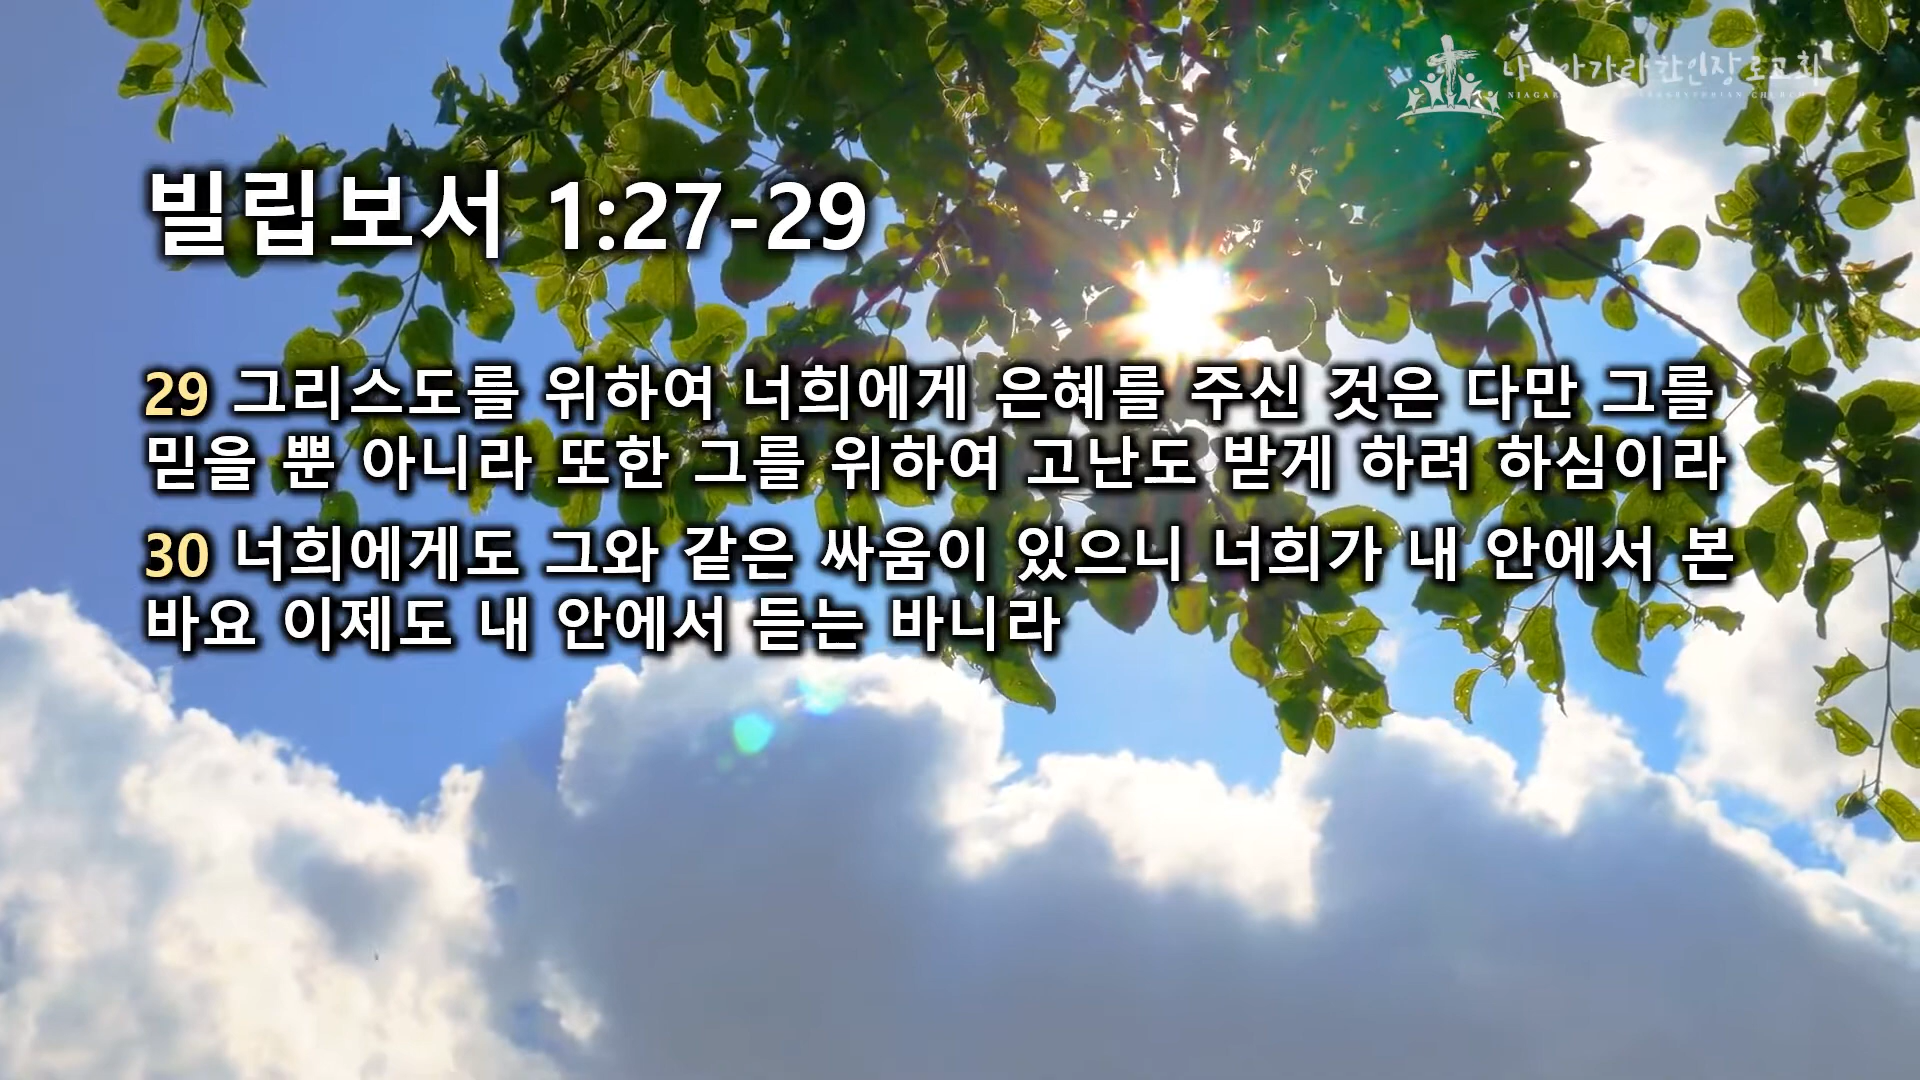 빌립보서 1:27-29
29 그리스도를 위하여 너희에게 은혜를 주신 것은 다만 그를
믿을 뿐 아니라 또한 그를 위하여 고난도 받게 하려 하심이라
30 너희에게도 그와 같은 싸움이 있으니 너희가 내 안에서 본
바요 이제도 내 안에서 듣는 바니라